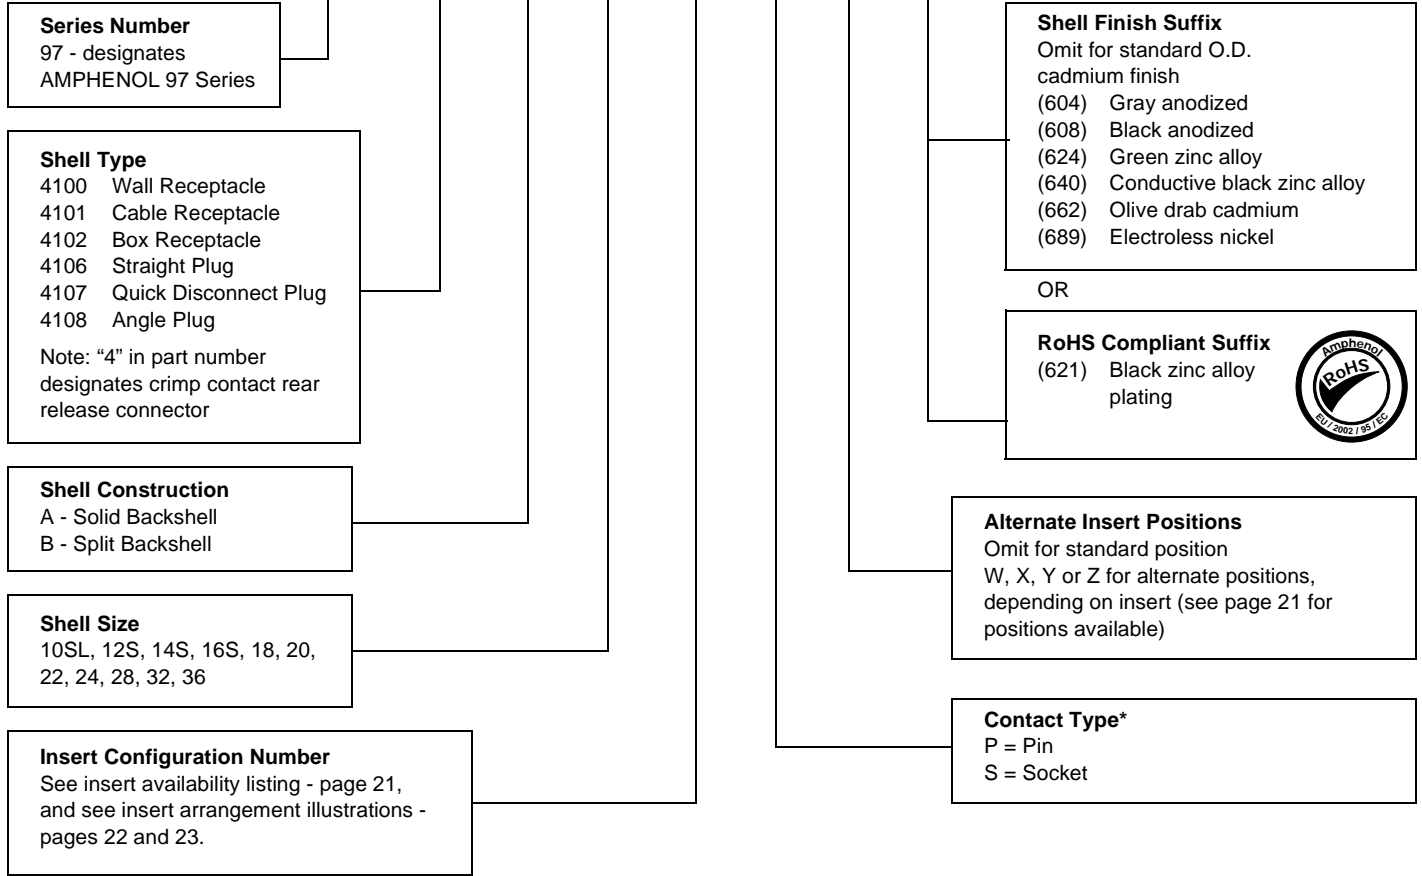 Series Number
97 - designates
AMPHENOL 97 Series
Shell Type
4100 Wall Receptacle
4101 Cable Receptacle
4102 Box Receptacle
4106 Straight Plug
4107 Quick Disconnect Plug
4108 Angle Plug
Note: “4” in part number
designates crimp contact rear
release connector
Shell Construction
A - Solid Backshell
B - Split Backshell
Shell Size
10SL, 12S, 14S, 16S, 18, 20,
22, 24, 28, 32, 36
Insert Configuration Number
See insert availability listing - page 21,
and see insert arrangement illustrations -
pages 22 and 23.
Shell Finish Suffix
Omit for standard O.D.
cadmium finish
(604) Gray anodized
(608) Black anodized
(624) Green zinc alloy
(640) Conductive black zinc alloy
(662) Olive drab cadmium
(689) Electroless nickel
OR
RoHS Compliant Suffix
(621) Black zinc alloy
plating
Amphenol
RoHS
EU / 2002 / 95 / EC
Alternate Insert Positions
Omit for standard position
W, X, Y or Z for alternate positions,
depending on insert (see page 21 for
positions available)
Contact Type*
P = Pin
S = Socket